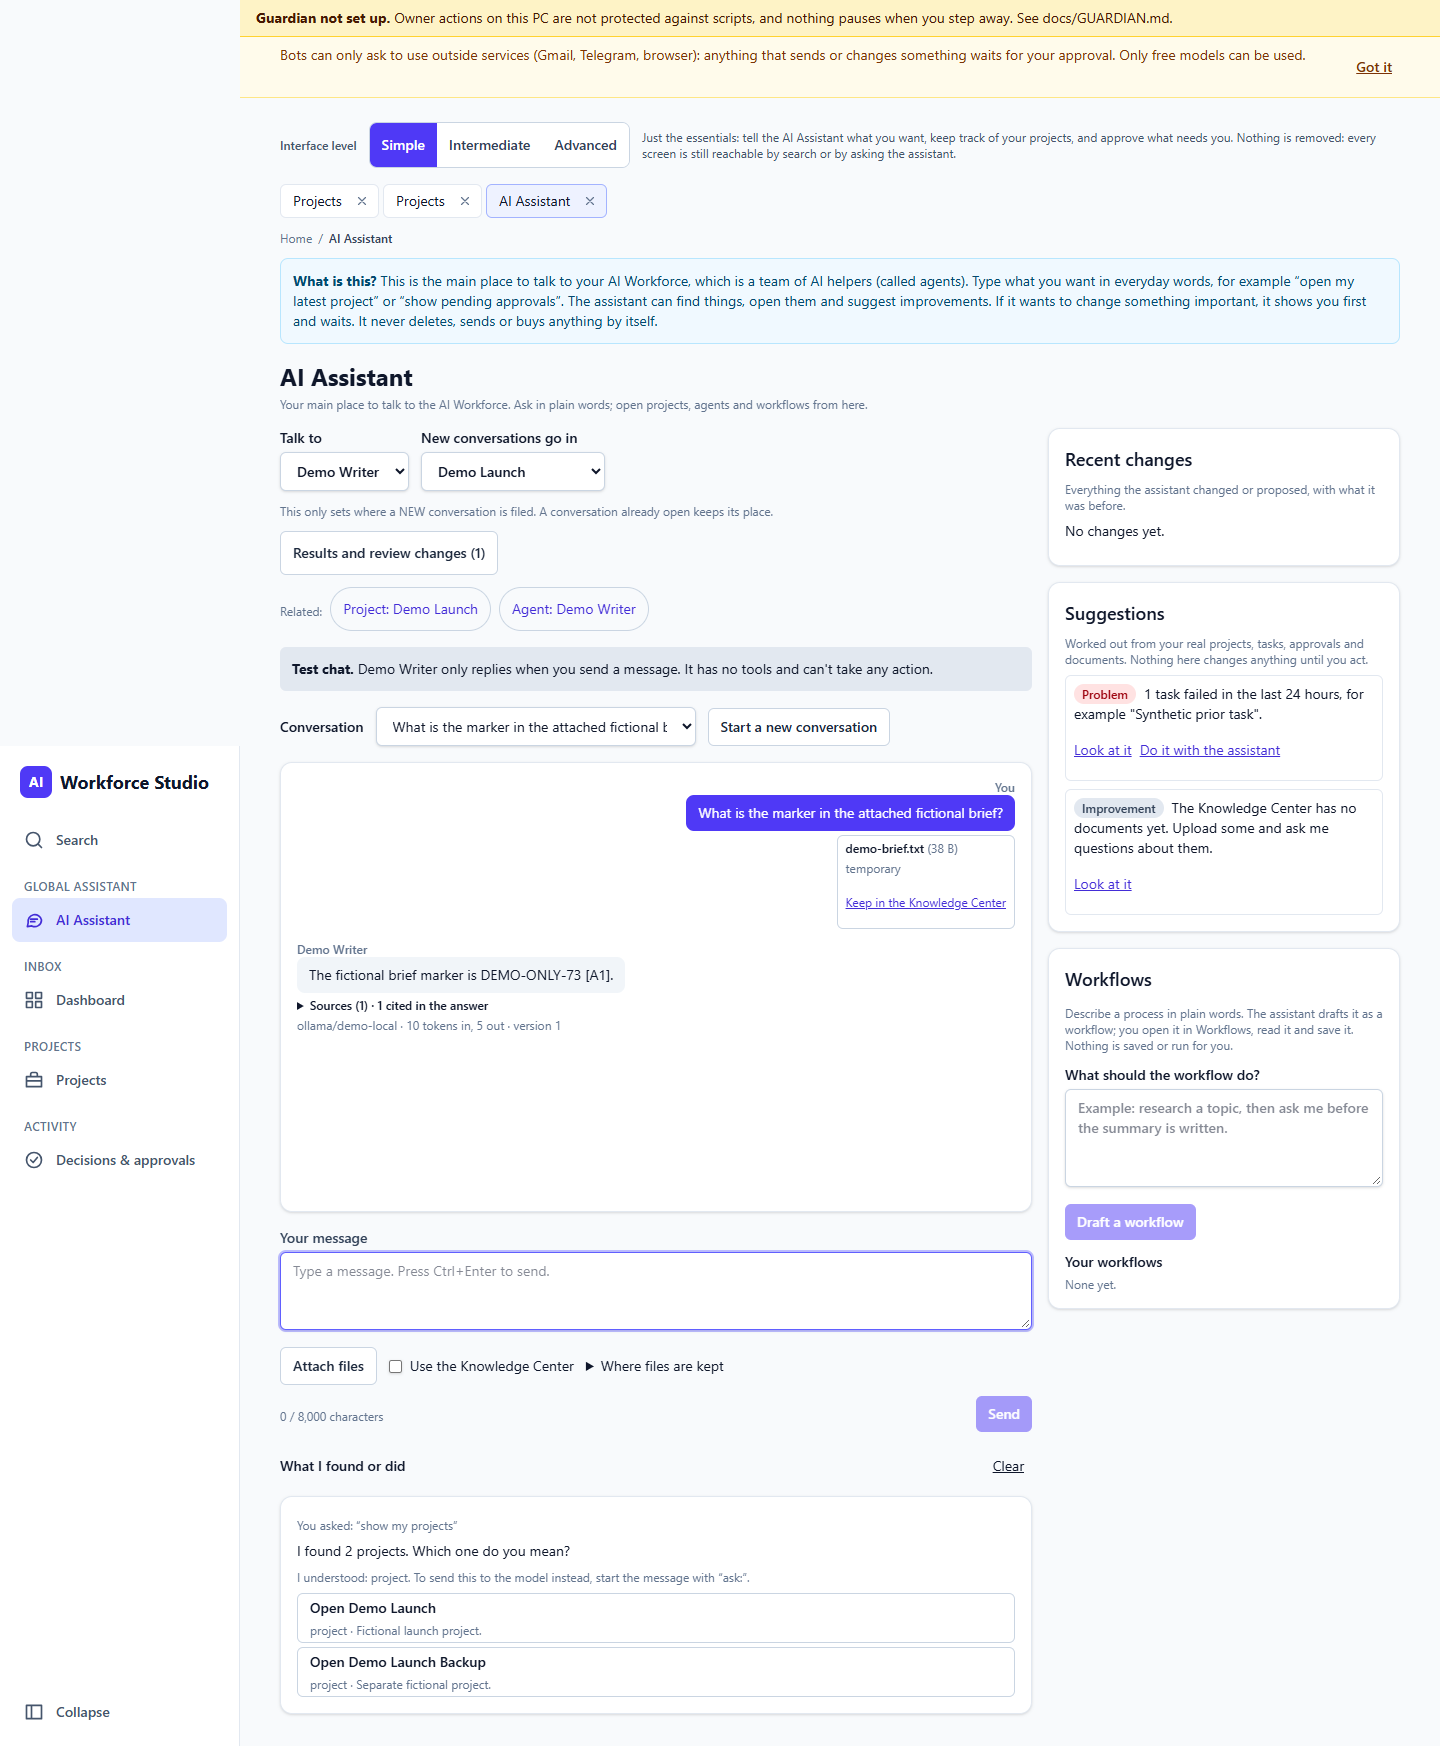 Guardian not set up. Owner actions on this PC are not protected against scripts, and nothing pauses when you step away. See docs/GUARDIAN.md.
Bots can only ask to use outside services (Gmail, Telegram, browser): anything that sends or changes something waits for your approval. Only free models can be used.
Got it
Interface level
Simple
Intermediate
Advanced
Just the essentials: tell the AI Assistant what you want, keep track of your projects, and approve what needs you. Nothing is removed: every
screen is still reachable by search or by asking the assistant.
Projects ×
Projects ×
AI Assistant ×
Home / AI Assistant
What is this? This is the main place to talk to your AI Workforce, which is a team of AI helpers (called agents). Type what you want in everyday words, for example “open my
latest project” or “show pending approvals”. The assistant can find things, open them and suggest improvements. If it wants to change something important, it shows you first
and waits. It never deletes, sends or buys anything by itself.
AI Assistant
Your main place to talk to the AI Workforce. Ask in plain words; open projects, agents and workflows from here.
Talk to
Demo Writer
New conversations go in
Demo Launch
This only sets where a NEW conversation is filed. A conversation already open keeps its place.
Results and review changes (1)
Related:
Project: Demo Launch
Agent: Demo Writer
Test chat. Demo Writer only replies when you send a message. It has no tools and can't take any action.
Conversation
What is the marker in the attached fictional b
Start a new conversation
You
What is the marker in the attached fictional brief?
demo-brief.txt (38 B)
temporary
Keep in the Knowledge Center
Demo Writer
The fictional brief marker is DEMO-ONLY-73 [A1].
Sources (1) · 1 cited in the answer
ollama/demo-local · 10 tokens in, 5 out · version 1
Your message
Type a message. Press Ctrl+Enter to send.
Attach files
Use the Knowledge Center
Where files are kept
0 / 8,000 characters
Send
What I found or did
Clear
You asked: “show my projects”
I found 2 projects. Which one do you mean?
I understood: project. To send this to the model instead, start the message with “ask:”.
Open Demo Launch
project · Fictional launch project.
Open Demo Launch Backup
project · Separate fictional project.
Recent changes
Everything the assistant changed or proposed, with what it
was before.
No changes yet.
Suggestions
Worked out from your real projects, tasks, approvals and
documents. Nothing here changes anything until you act.
Problem 1 task failed in the last 24 hours, for
example "Synthetic prior task".
Look at it
Do it with the assistant
Improvement The Knowledge Center has no
documents yet. Upload some and ask me
questions about them.
Look at it
Workflows
Describe a process in plain words. The assistant drafts it as a
workflow; you open it in Workflows, read it and save it.
Nothing is saved or run for you.
What should the workflow do?
Example: research a topic, then ask me before
the summary is written.
Draft a workflow
Your workflows
None yet.
AI Workforce Studio
Search
GLOBAL ASSISTANT
AI Assistant
INBOX
Dashboard
PROJECTS
Projects
ACTIVITY
Decisions & approvals
Collapse